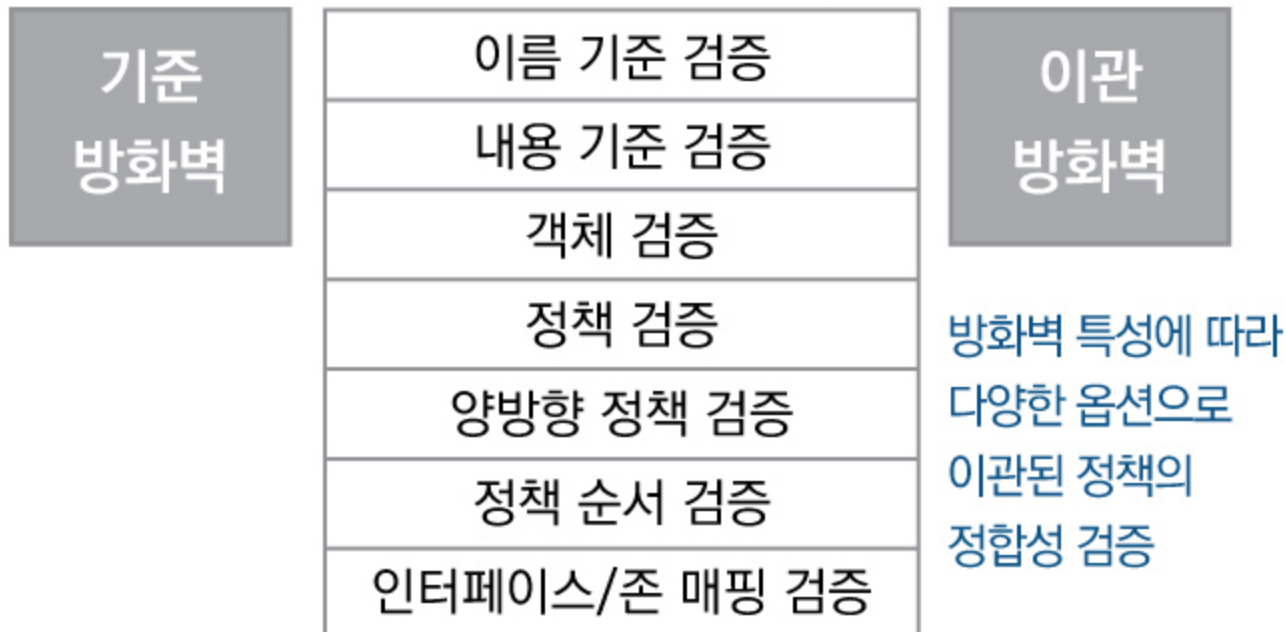 기준
방화벽
이름 기준 검증
내용 기준 검증
객체 검증
정책 검증
양방향 정책 검증
정책 순서 검증
인터페이스/존 매핑 검증
이관
방화벽
방화벽 특성에 따라
다양한 옵션으로
이관된 정책의
정합성 검증